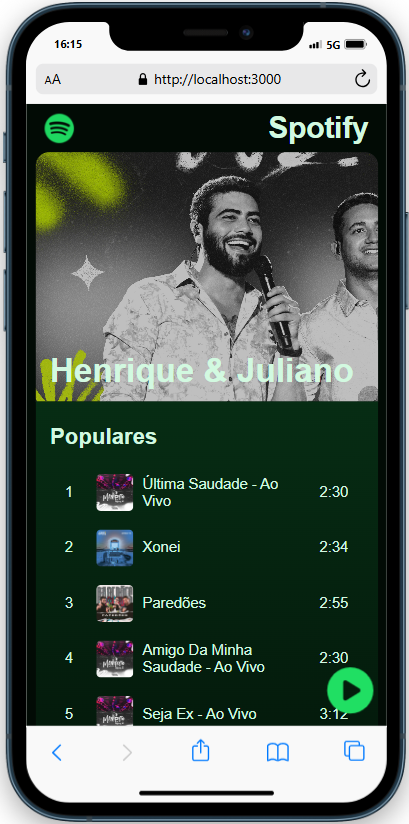 16:15
5G
AA
http://localhost:3000
Spotify
Henrique & Juliano
Populares
1
Última Saudade - Ao
Vivo
2:30
2
Xonei
2:34
3
Paredões
2:55
4
Amigo Da Minha
Saudade - Ao Vivo
2:30
5
Seja Ex - Ao Vivo
3:12